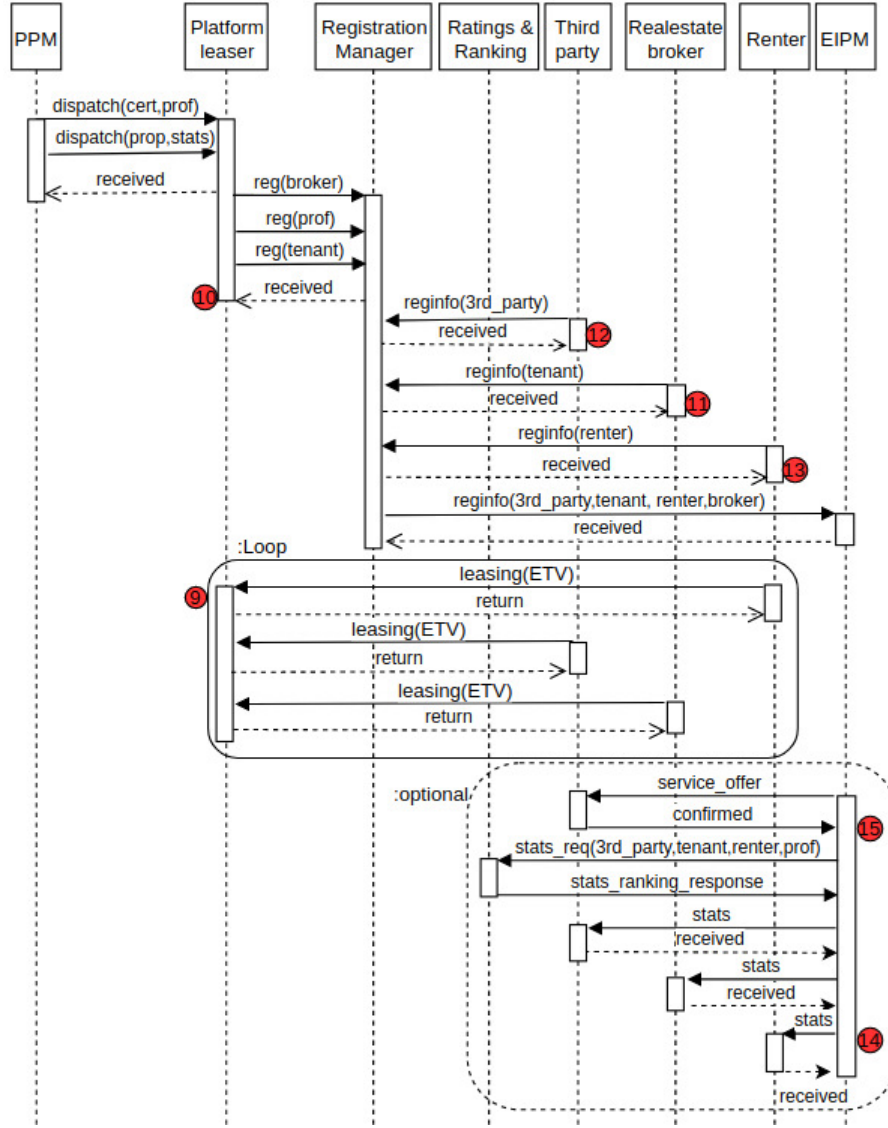 PPM
Platform
leaser
Registration
Manager
Ratings &
Ranking
Third
party
Realestate
broker
Renter
EIPM
dispatch(cert,prof)
dispatch(prop,stats)
received
reg(broker)
reg(prof)
reg(tenant)
10
received
reginfo(3rd_party)
received
12
reginfo(tenant)
received
11
reginfo(renter)
received
13
reginfo(3rd_party,tenant, renter,broker)
received
:Loop
leasing(ETV)
9
return
leasing(ETV)
return
leasing(ETV)
return
:optional
service_offer
confirmed
15
stats_req(3rd_party,tenant,renter,prof)
stats_ranking_response
stats
received
stats
received
stats
14
received